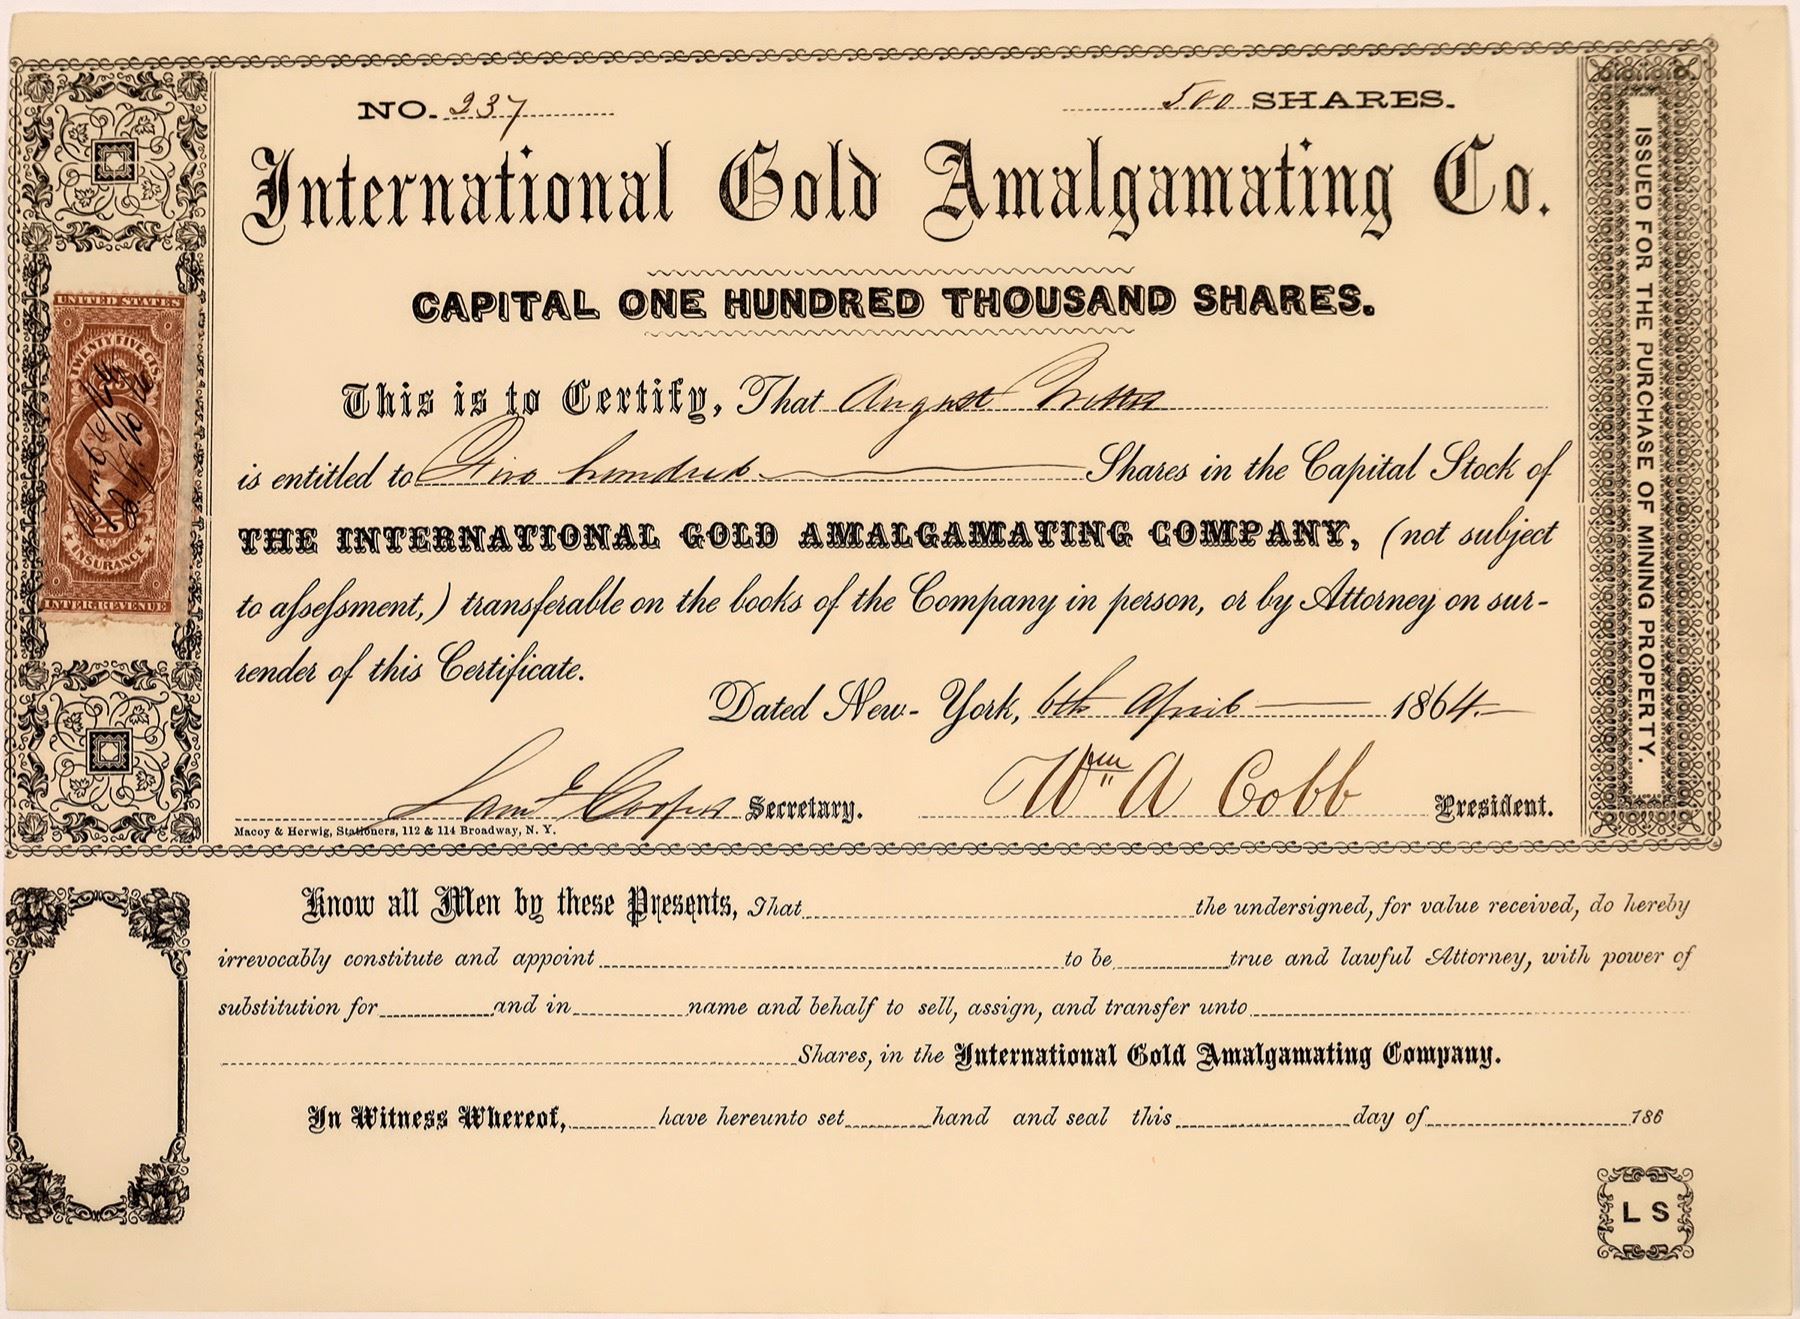 NO. 237
500 SHARES.
International Gold Amalgamating Co.
CAPITAL ONE HUNDRED THOUSAND SHARES.
This is to Certify, That August
is entitled to Five hundred Shares in the Capital Stock of
THE INTERNATIONAL GOLD AMALGAMATING COMPANY, (not subject
to assessment,) transferable on the books of the Company in person, or by Attorney on sur-
render of this Certificate.
Dated New-York, 6th April 1864
Saml Cooper Secretary.
Wm A Cobb President.
Macoy & Herwig, Stationers, 112 & 114 Broadway, N. Y.
ISSUED FOR THE PURCHASE OF MINING PROPERTY.
UNITED STATES
TWENTY FIVE CTS.
25
INSURANCE
INTER. REVENUE
Know all Men by these Presents, That the undersigned, for value received, do hereby
irrevocably constitute and appoint to be true and lawful Attorney, with power of
substitution for and in name and behalf to sell, assign, and transfer unto
Shares, in the International Gold Amalgamating Company.
In Witness Whereof, have hereunto set hand and seal this day of 186
L S